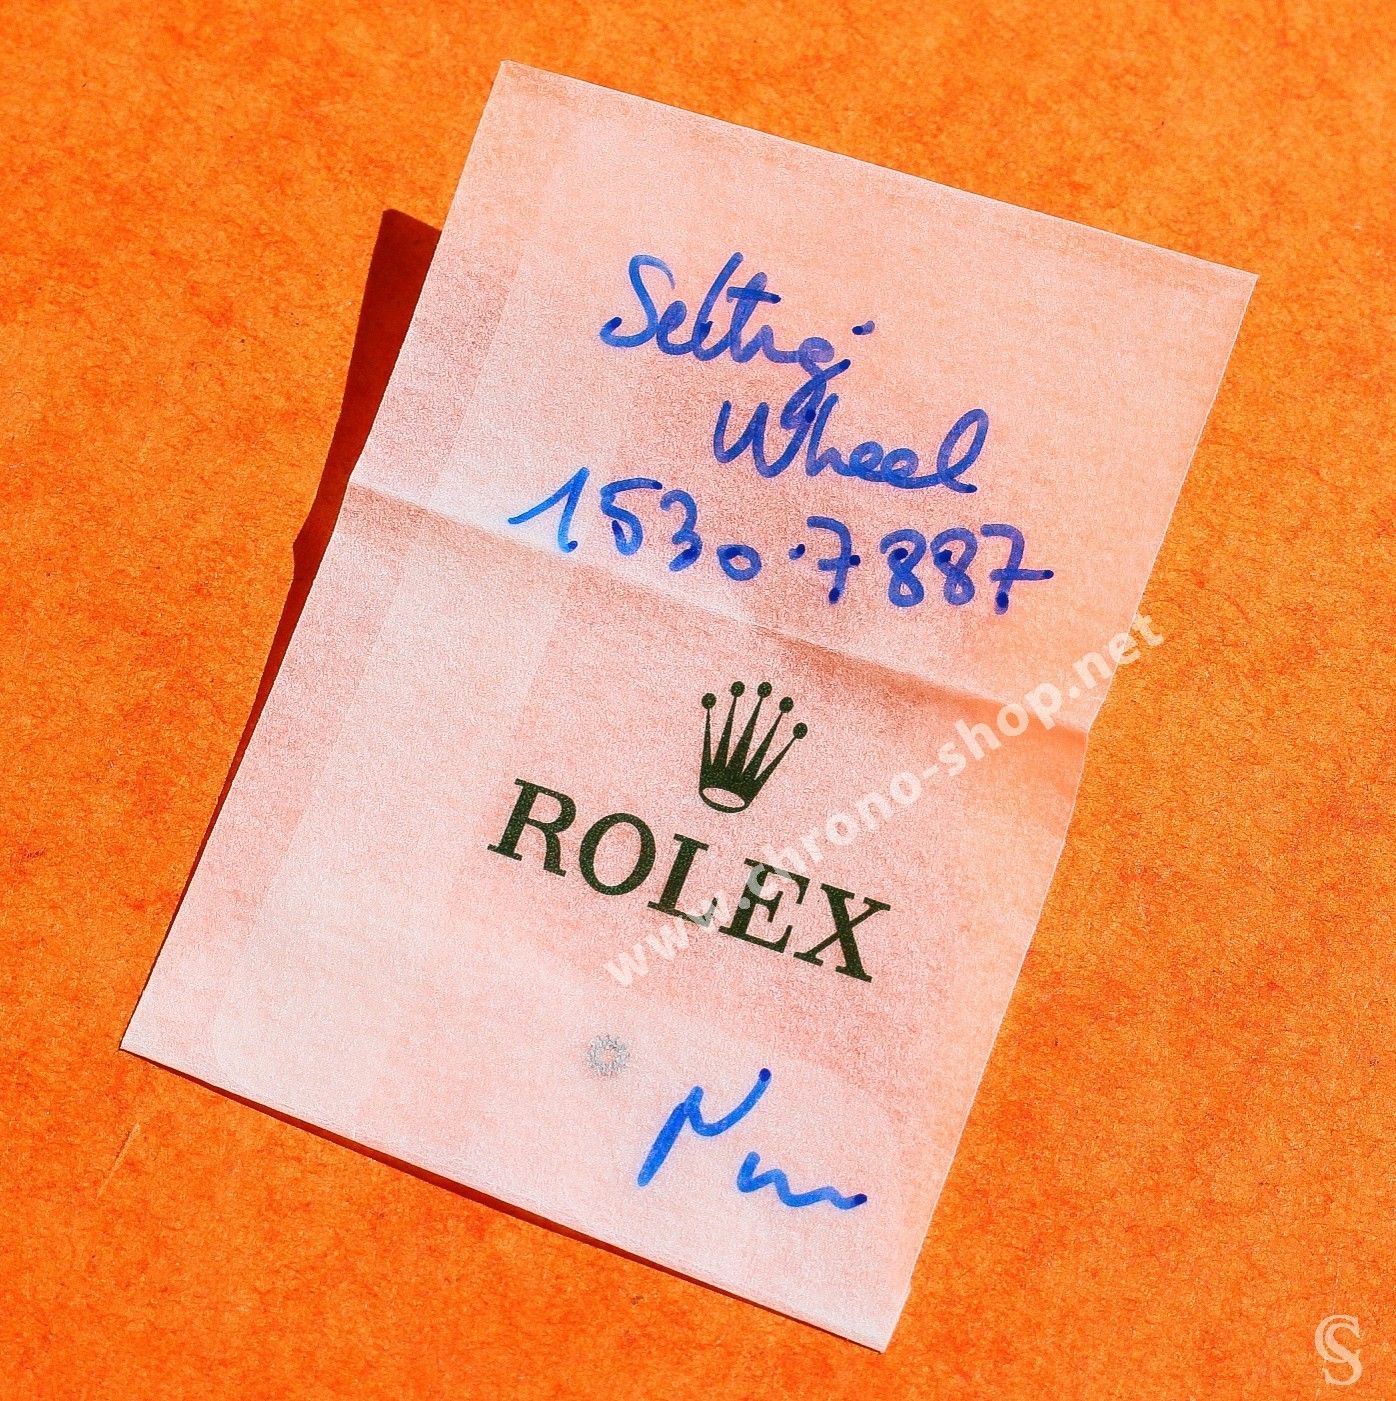 Setting
Wheel
1530.7887
ROLEX
www.chrono-shop.net